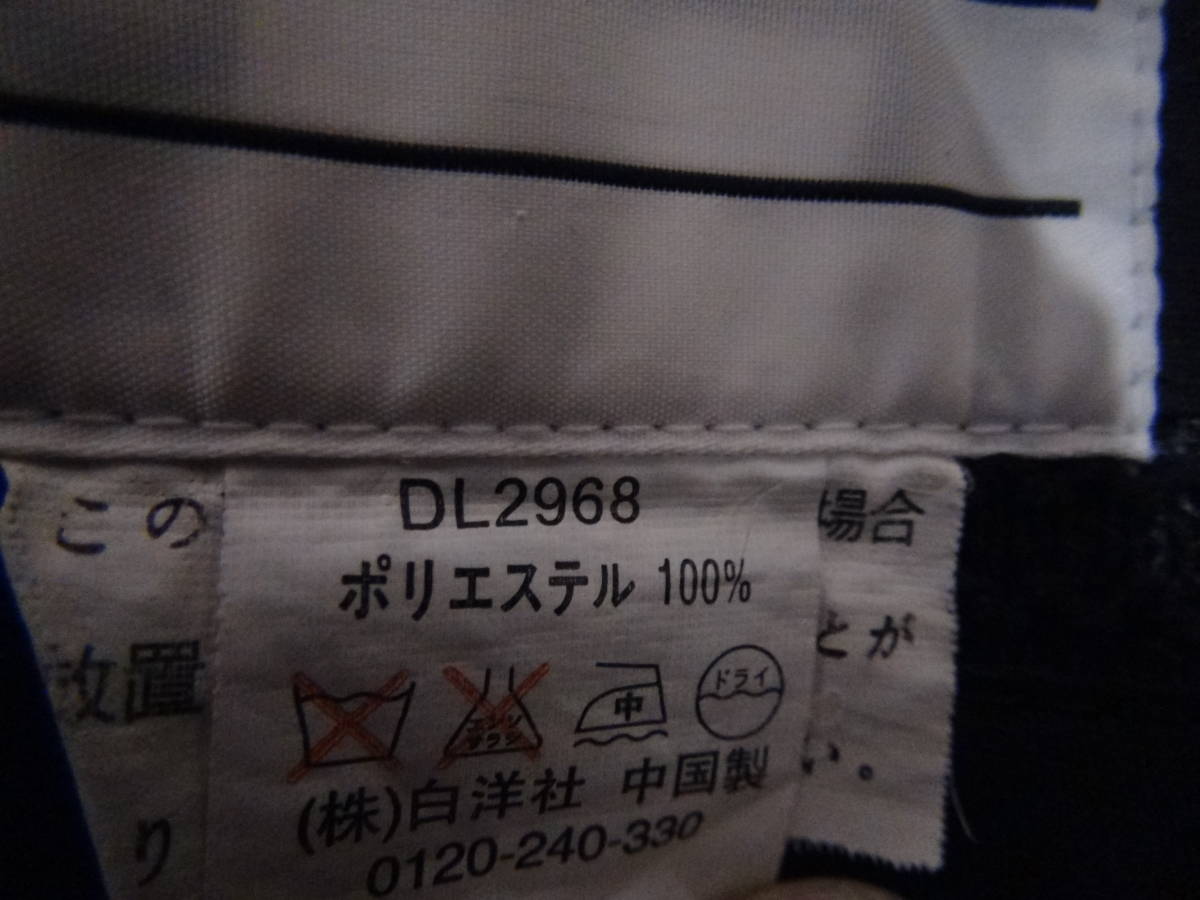 DL2968
ポリエステル 100%
中
ドライ
(株)白洋社 中国製
0120-240-330
この
場合
放置
とが
い。
り